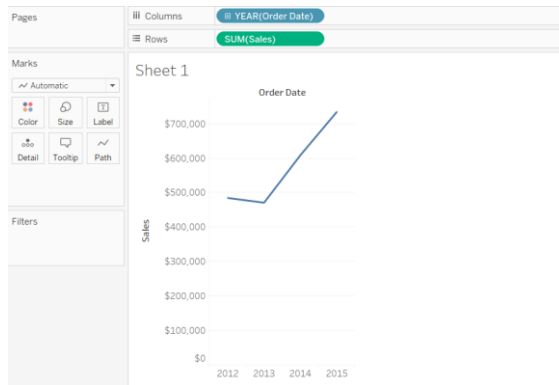 Pages
Columns
YEAR(Order Date)
Rows
SUM(Sales)
Marks
Automatic
Color
Size
Label
Detail
Tooltip
Path
Filters
Sheet 1
Order Date
Sales
$700,000
$600,000
$500,000
$400,000
$300,000
$200,000
$100,000
$0
2012 2013 2014 2015